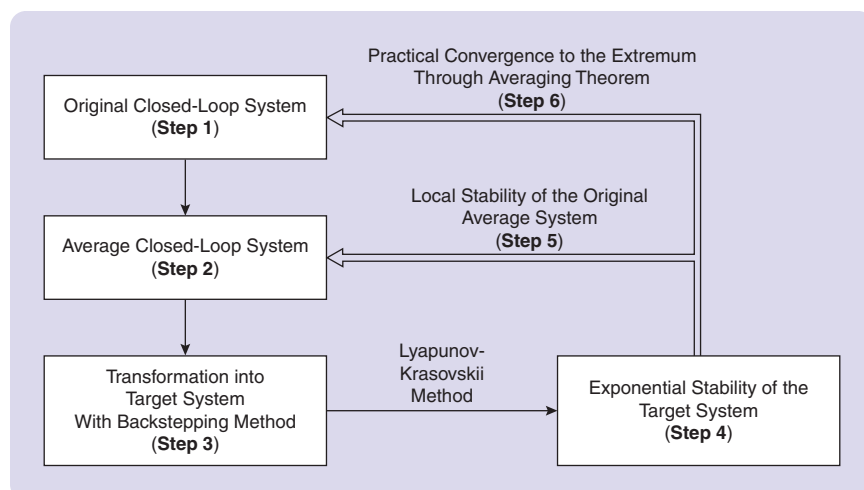 Practical Convergence to the Extremum
Through Averaging Theorem
(Step 6)
Original Closed-Loop System
(Step 1)
Local Stability of the Original
Average System
(Step 5)
Average Closed-Loop System
(Step 2)
Transformation into
Target System
With Backstepping Method
(Step 3)
Lyapunov-
Krasovskii
Method
Exponential Stability of the
Target System
(Step 4)